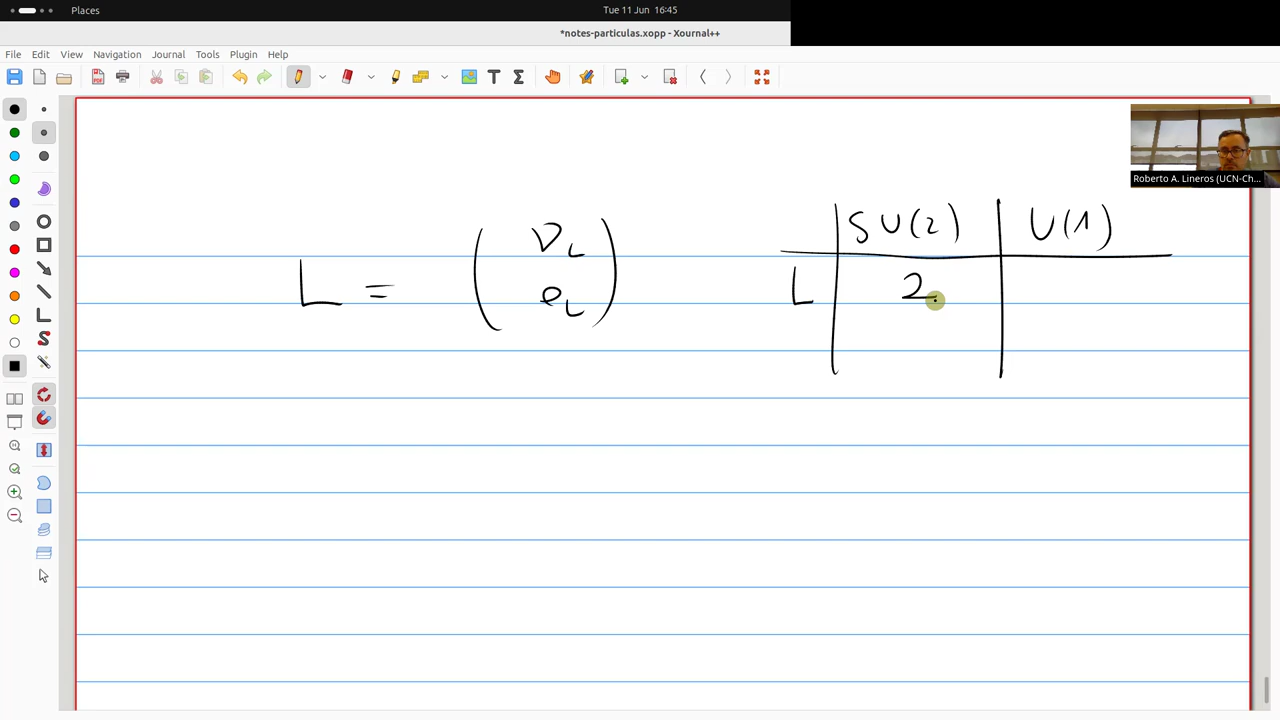 Places
Tue 11 Jun 16:45
*notes-particulas.xopp - Xournal++
File Edit View Navigation Journal Tools Plugin Help
Roberto A. Lineros (UCN-Ch...
SU(2) U(1)
L = ( ν_L
e_L )
L 2